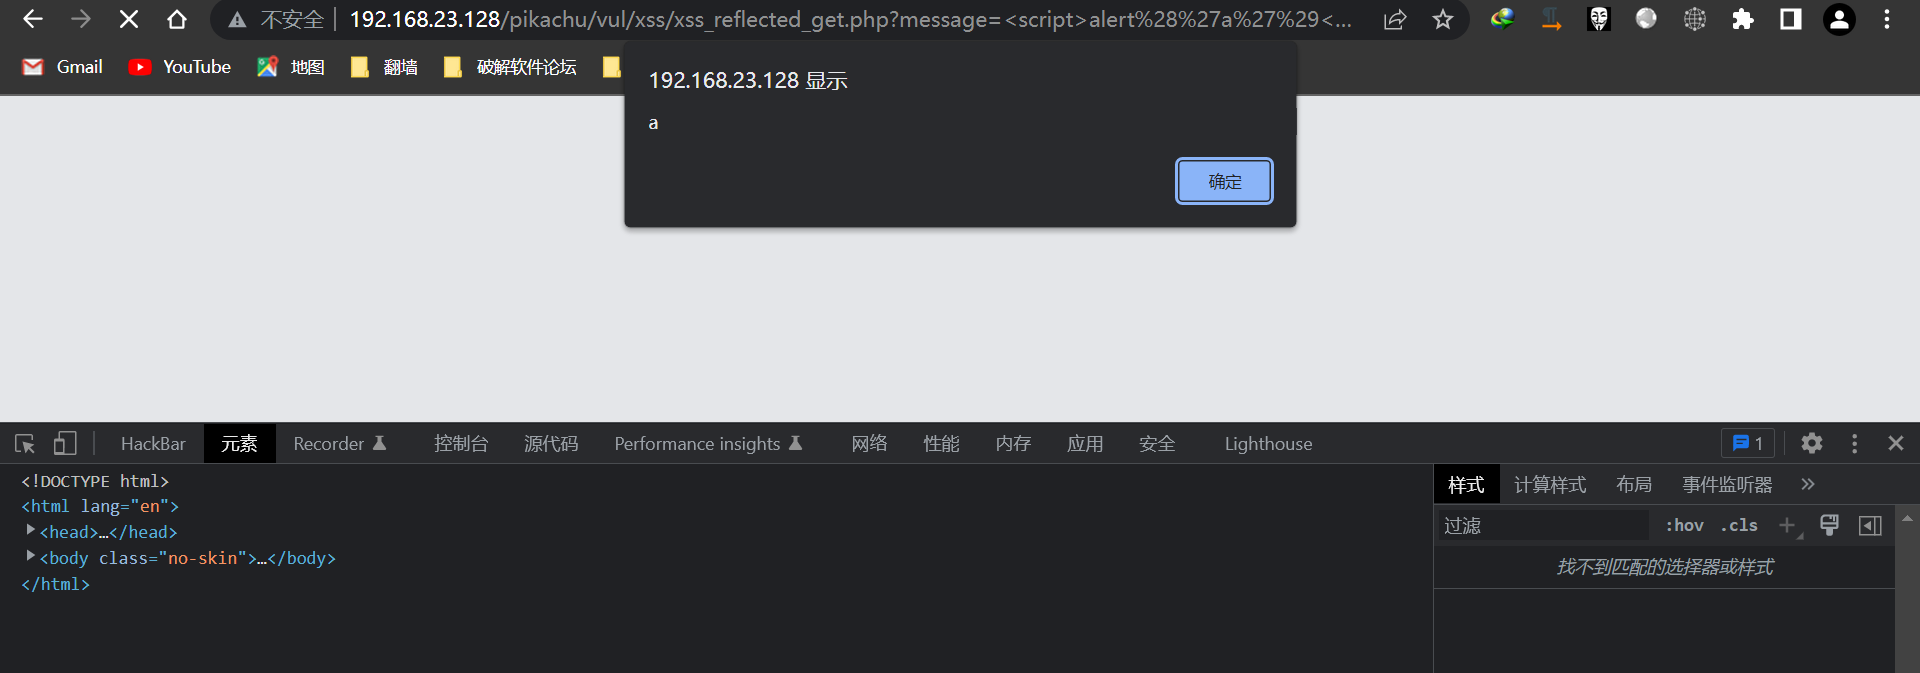 不安全 192.168.23.128/pikachu/vul/xss/xss_reflected_get.php?message=<script>alert%28%27a%27%29<...
Gmail YouTube 地图 翻墙 破解软件论坛
192.168.23.128 显示
a
确定
HackBar 元素 Recorder 控制台 源代码 Performance insights 网络 性能 内存 应用 安全 Lighthouse 1
<!DOCTYPE html>
<html lang="en">
<head>…</head>
<body class="no-skin">…</body>
</html>
样式 计算样式 布局 事件监听器 »
过滤 :hov .cls
找不到匹配的选择器或样式